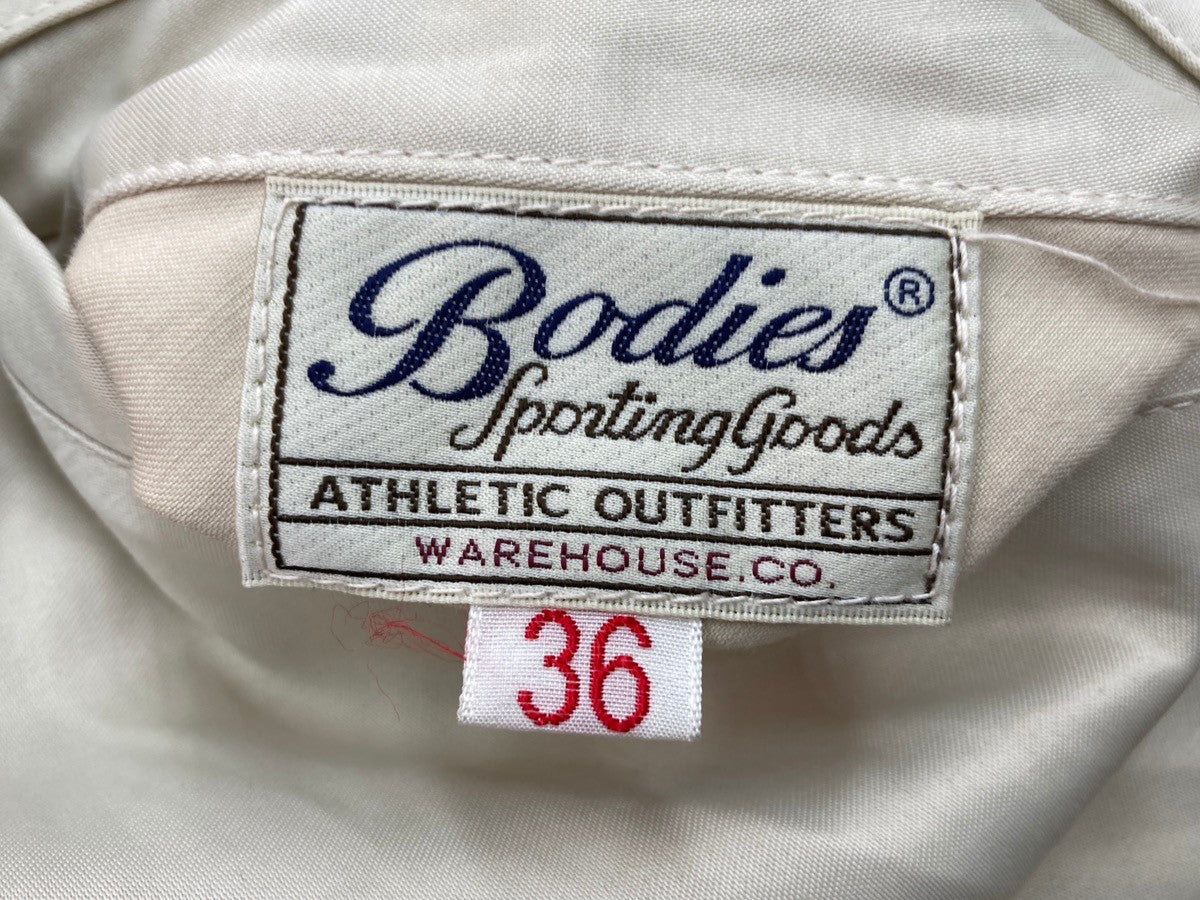 Bodies®
Sporting Goods
ATHLETIC OUTFITTERS
WAREHOUSE.CO.
36